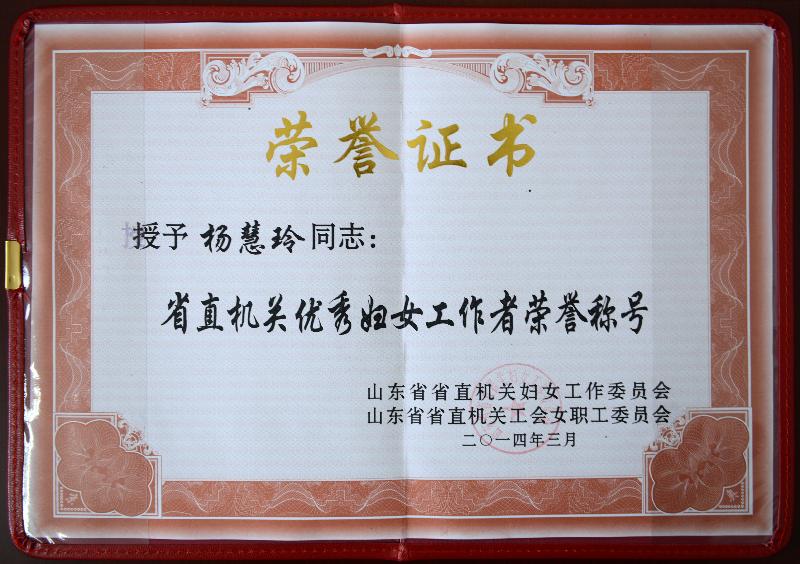 荣誉证书
授予 杨慧玲 同志：
省直机关优秀妇女工作者荣誉称号
山东省省直机关妇女工作委员会
山东省省直机关工会女职工委员会
二〇一四年三月